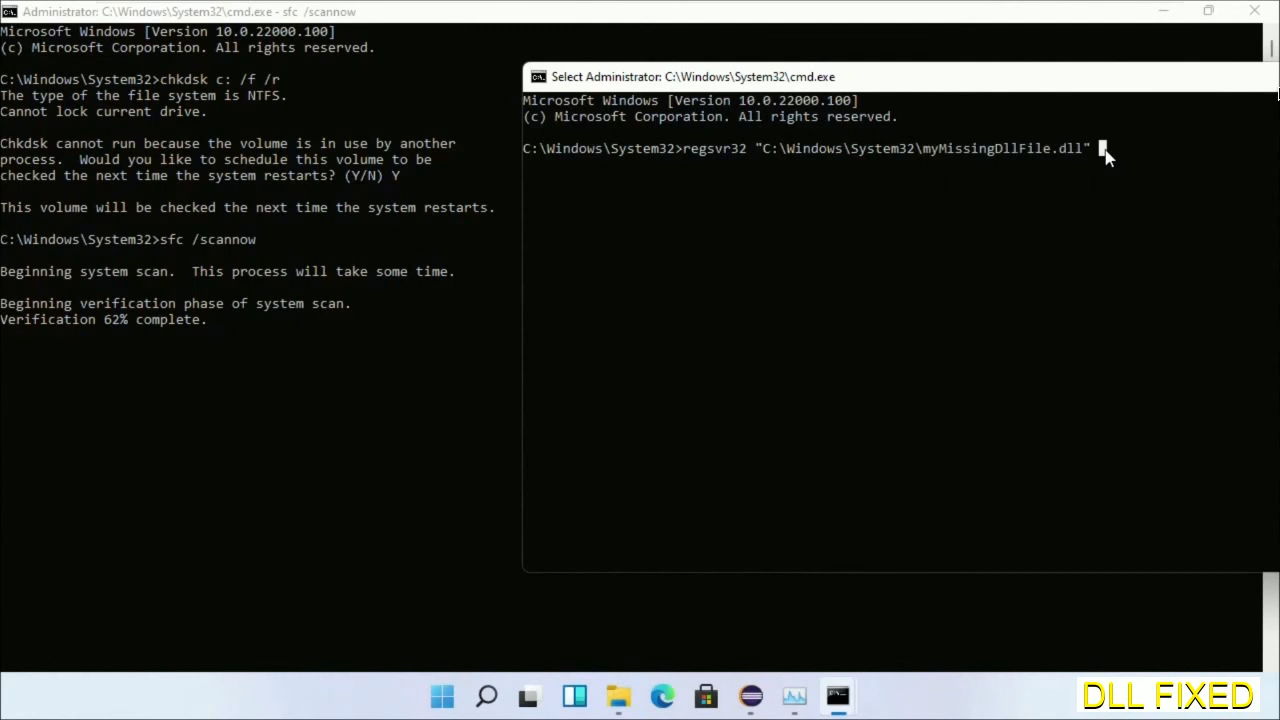 Administrator: C:\Windows\System32\cmd.exe - sfc /scannow
Microsoft Windows [Version 10.0.22000.100]
(c) Microsoft Corporation. All rights reserved.
C:\Windows\System32>chkdsk c: /f /r
The type of the file system is NTFS.
Cannot lock current drive.
Chkdsk cannot run because the volume is in use by another
process.  Would you like to schedule this volume to be
checked the next time the system restarts? (Y/N) Y
This volume will be checked the next time the system restarts.
C:\Windows\System32>sfc /scannow
Beginning system scan.  This process will take some time.
Beginning verification phase of system scan.
Verification 62% complete.
Select Administrator: C:\Windows\System32\cmd.exe
Microsoft Windows [Version 10.0.22000.100]
(c) Microsoft Corporation. All rights reserved.
C:\Windows\System32>regsvr32 "C:\Windows\System32\myMissingDllFile.dll"
DLL FIXED